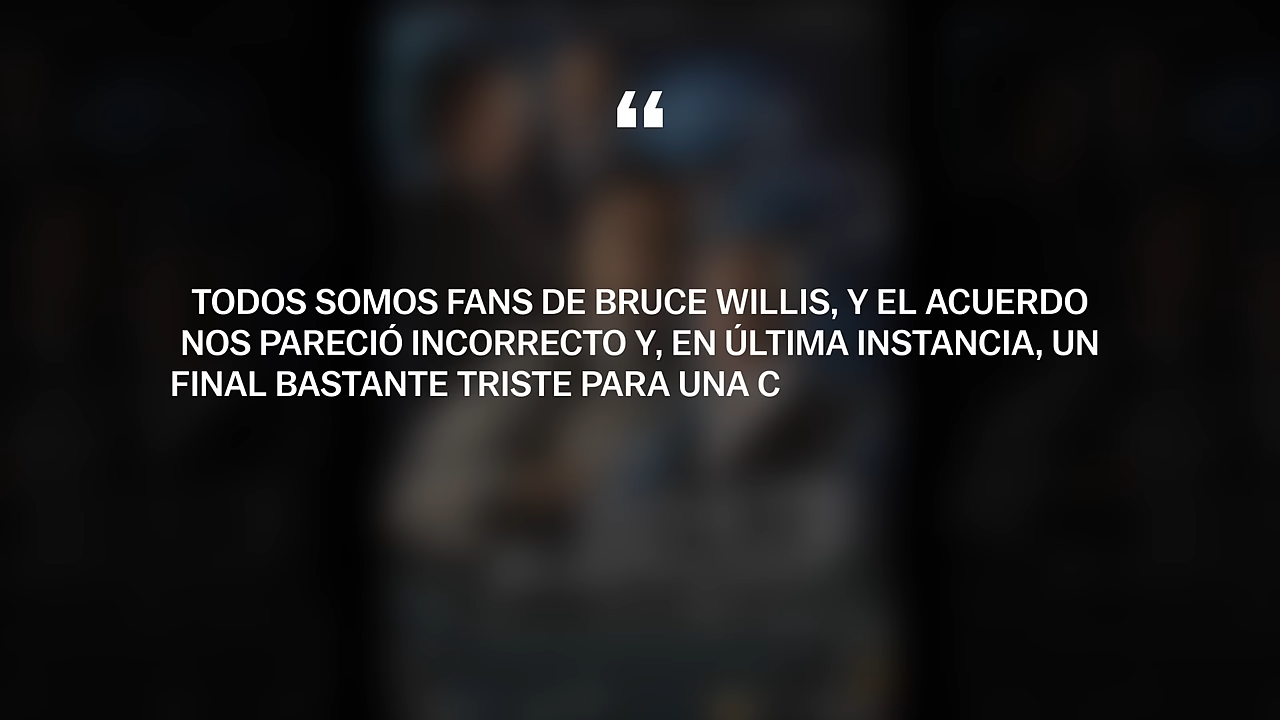 “
TODOS SOMOS FANS DE BRUCE WILLIS, Y EL ACUERDO
NOS PARECIÓ INCORRECTO Y, EN ÚLTIMA INSTANCIA, UN
FINAL BASTANTE TRISTE PARA UNA C